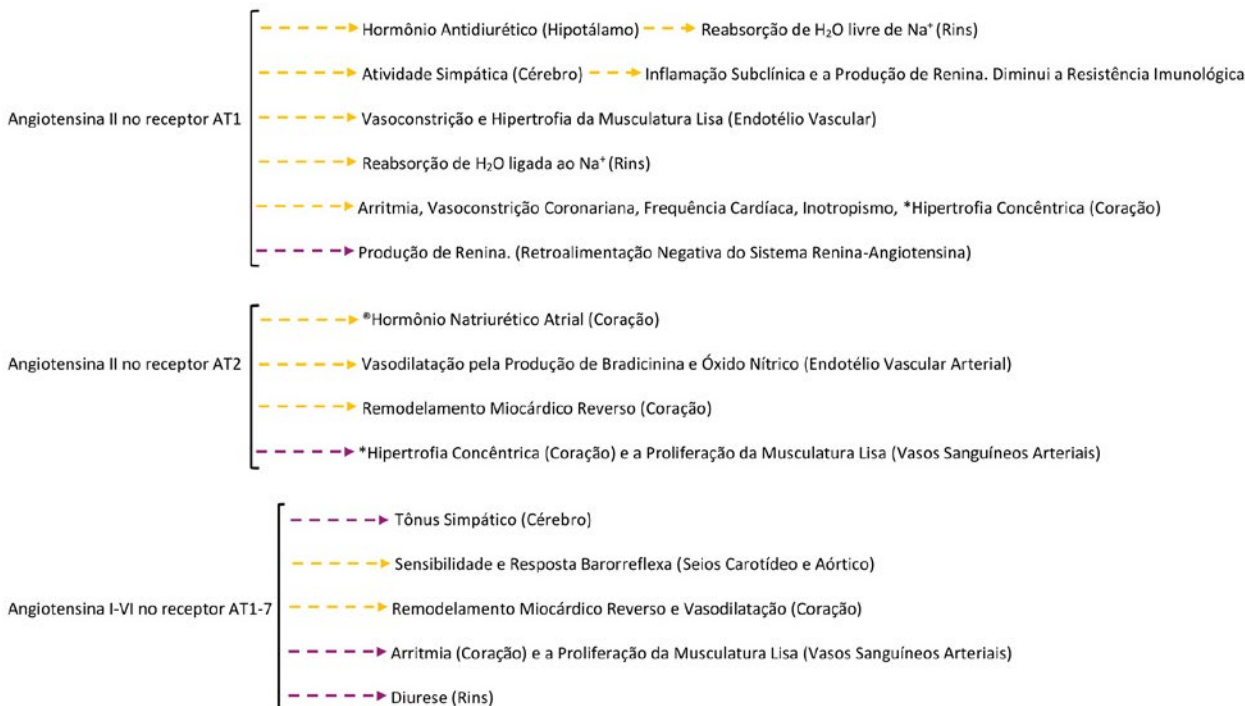 Hormônio Antidiurético (Hipotálamo) Reabsorção de H₂O livre de Na⁺ (Rins)
Atividade Simpática (Cérebro) Inflamação Subclínica e a Produção de Renina. Diminui a Resistência Imunológica
Angiotensina II no receptor AT1
Vasoconstrição e Hipertrofia da Musculatura Lisa (Endotélio Vascular)
Reabsorção de H₂O ligada ao Na⁺ (Rins)
Arritmia, Vasoconstrição Coronariana, Frequência Cardíaca, Inotropismo, *Hipertrofia Concêntrica (Coração)
Produção de Renina. (Retroalimentação Negativa do Sistema Renina-Angiotensina)
®Hormônio Natriurético Atrial (Coração)
Angiotensina II no receptor AT2
Vasodilatação pela Produção de Bradicinina e Óxido Nítrico (Endotélio Vascular Arterial)
Remodelamento Miocárdico Reverso (Coração)
*Hipertrofia Concêntrica (Coração) e a Proliferação da Musculatura Lisa (Vasos Sanguíneos Arteriais)
Tônus Simpático (Cérebro)
Sensibilidade e Resposta Barorreflexa (Seios Carotídeo e Aórtico)
Angiotensina I-VI no receptor AT1-7
Remodelamento Miocárdico Reverso e Vasodilatação (Coração)
Arritmia (Coração) e a Proliferação da Musculatura Lisa (Vasos Sanguíneos Arteriais)
Diurese (Rins)